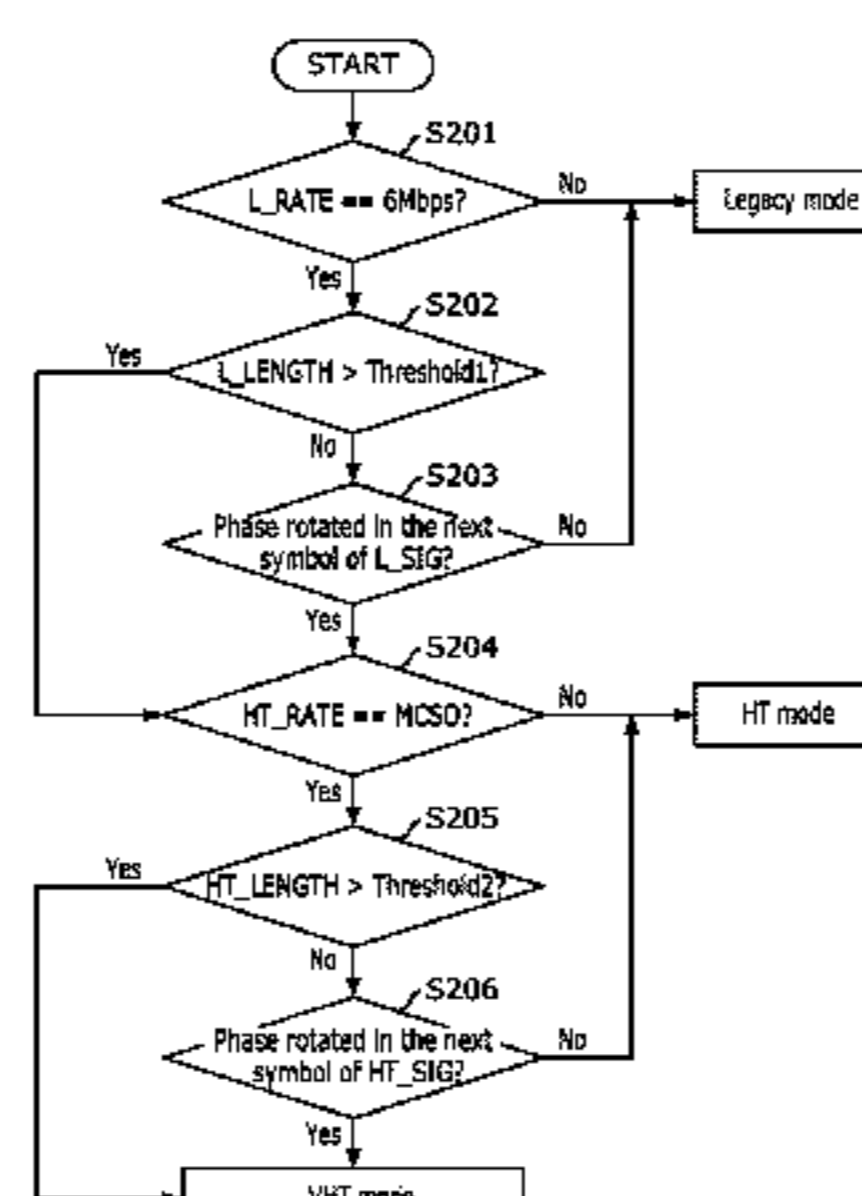 START
S201
L_RATE == 6Mbps?
No
Legacy mode
Yes
S202
Yes
L_LENGTH > Threshold1?
No
S203
Phase rotated in the next
symbol of L_SIG?
No
Yes
S204
HT_RATE == MCS0?
No
HT mode
Yes
S205
Yes
HT_LENGTH > Threshold2?
No
S206
Phase rotated in the next
symbol of HT_SIG?
No
Yes
VHT mode